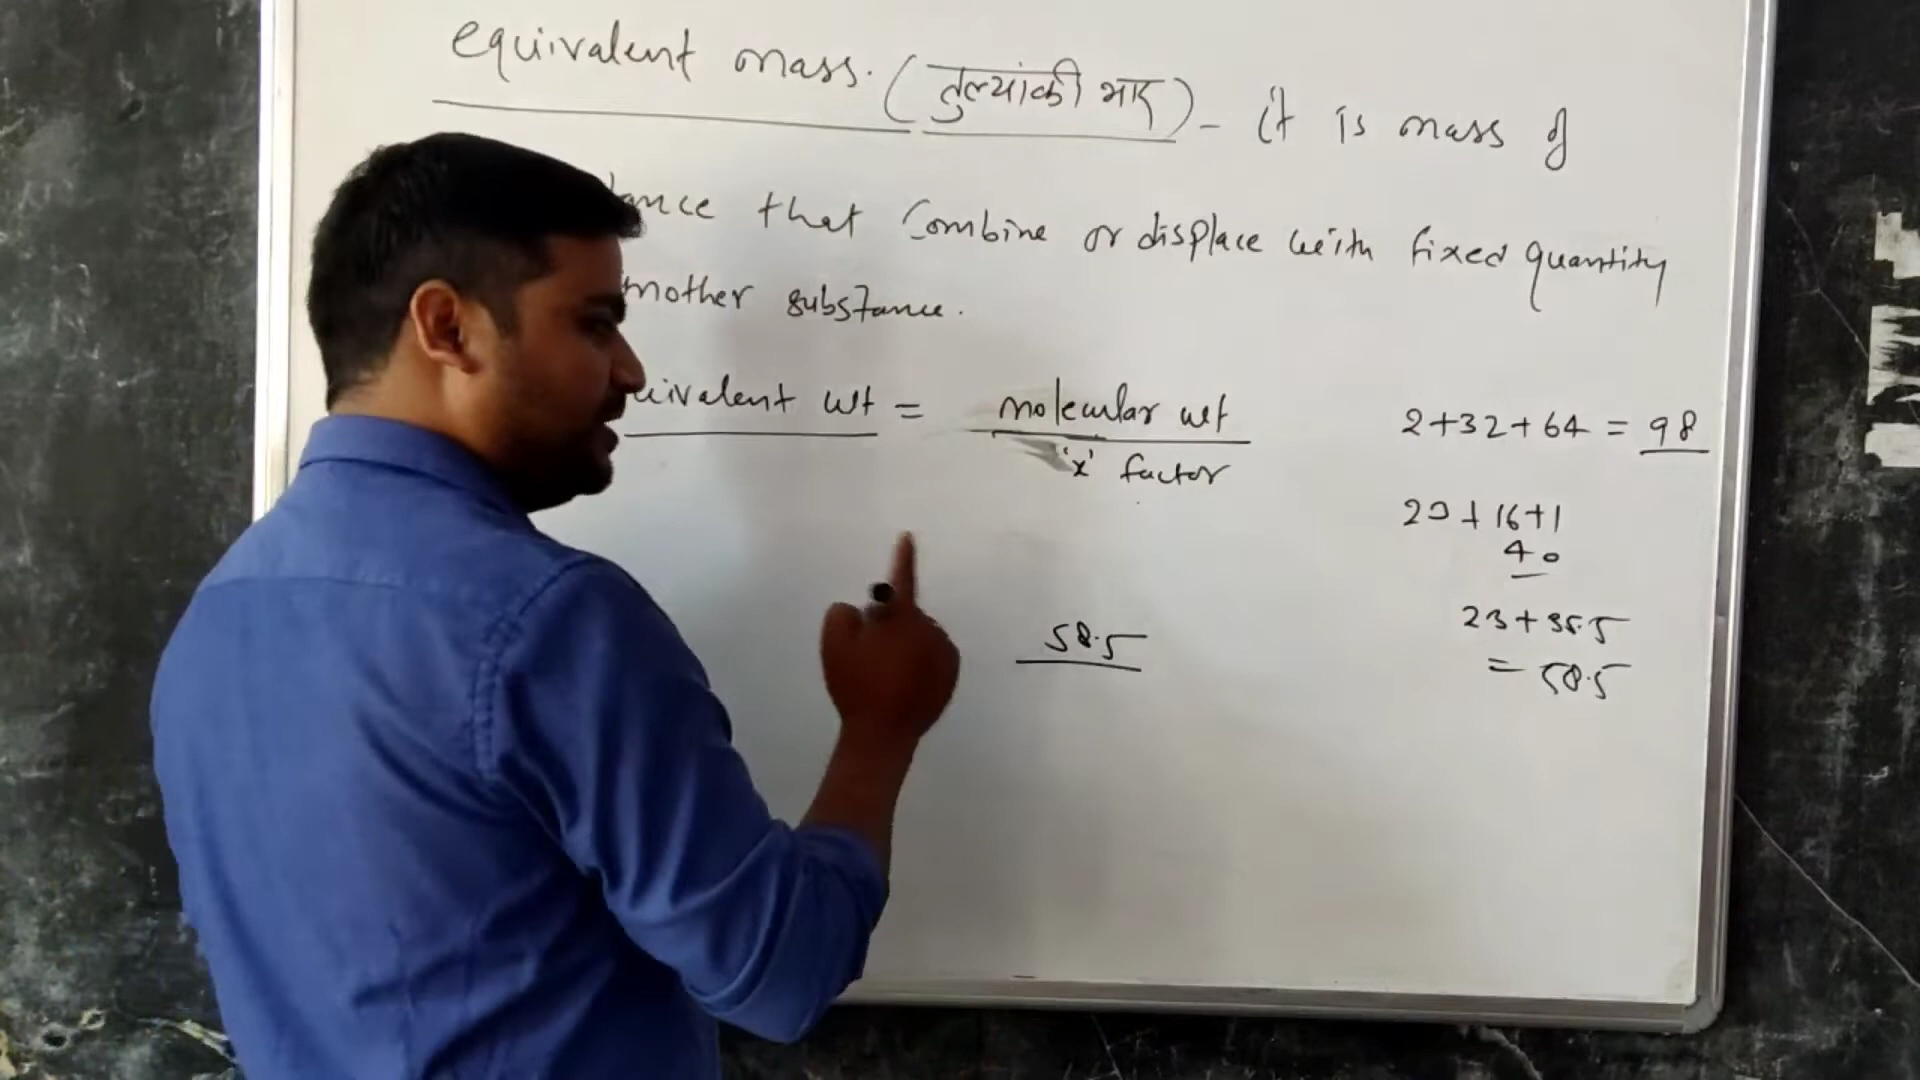 equivalent mass. (तुल्यांकी भार) - it is mass of
ance that Combine or displace with fixed quantity
mother substance.
uivalent wt = molecular wt
'x' factor
2+32+64 = 98
23+16+1
40
23+35.5
= 58.5
58.5